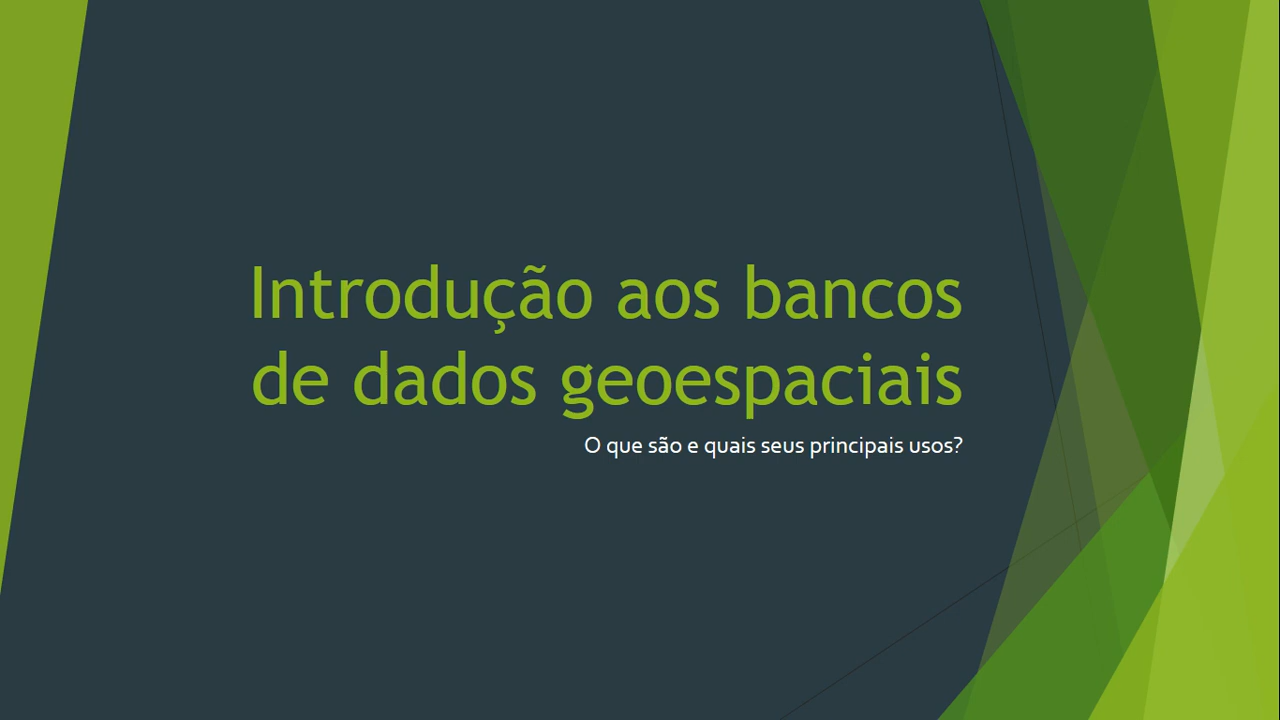 Introdução aos bancos
de dados geoespaciais
O que são e quais seus principais usos?